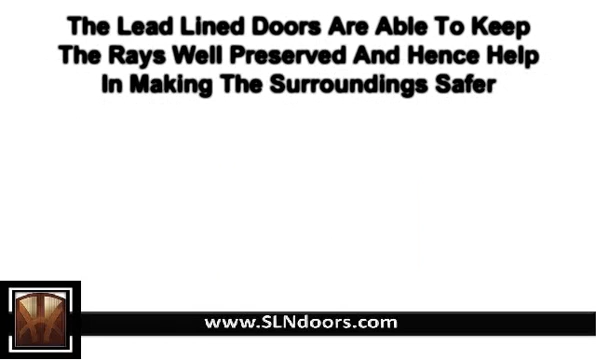 The Lead Lined Doors Are Able To Keep
The Rays Well Preserved And Hence Help
In Making The Surroundings Safer
www.SLNdoors.com